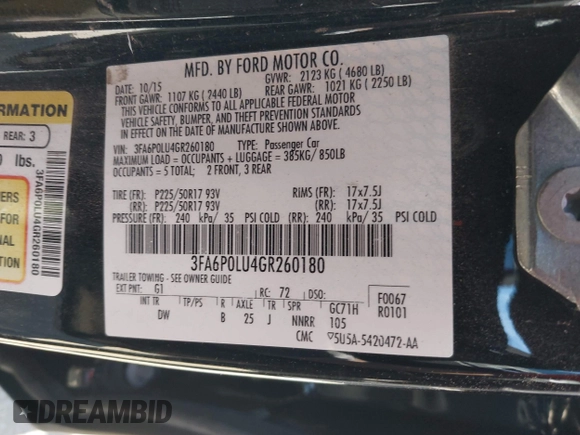 MFD. BY FORD MOTOR CO.
DATE: 10/15 GVWR: 2123 KG ( 4680 LB)
FRONT GAWR: 1107 KG ( 2440 LB) REAR GAWR: 1021 KG ( 2250 LB)
THIS VEHICLE CONFORMS TO ALL APPLICABLE FEDERAL MOTOR
VEHICLE SAFETY, BUMPER, AND THEFT PREVENTION STANDARDS
IN EFFECT ON THE DATE OF MANUFACTURE SHOWN ABOVE.
VIN: 3FA6P0LU4GR260180 TYPE: Passenger Car
MAXIMUM LOAD = OCCUPANTS + LUGGAGE = 385KG/ 850LB
OCCUPANTS = 5 TOTAL: 2 FRONT, 3 REAR
TIRE (FR): P225/50R17 93V RIMS (FR): 17x7.5J
(RR): P225/50R17 93V (RR): 17x7.5J
PRESSURE (FR): 240 kPa/ 35 PSI COLD (RR): 240 kPa/ 35 PSI COLD
3FA6P0LU4GR260180
TRAILER TOWING - SEE OWNER GUIDE
EXT PNT: G1 RC: 72 DSO: F0067
INT TR TP/PS R AXLE TR SPR GC71H R0101
DW B 25 J NNRR 105
CMC ▽5U5A-5420472-AA
ORMATION
REAR: 3
0 lbs.
ERS
FOR
NAL
TION
3FA6P0LU4GR260180
DREAMBID